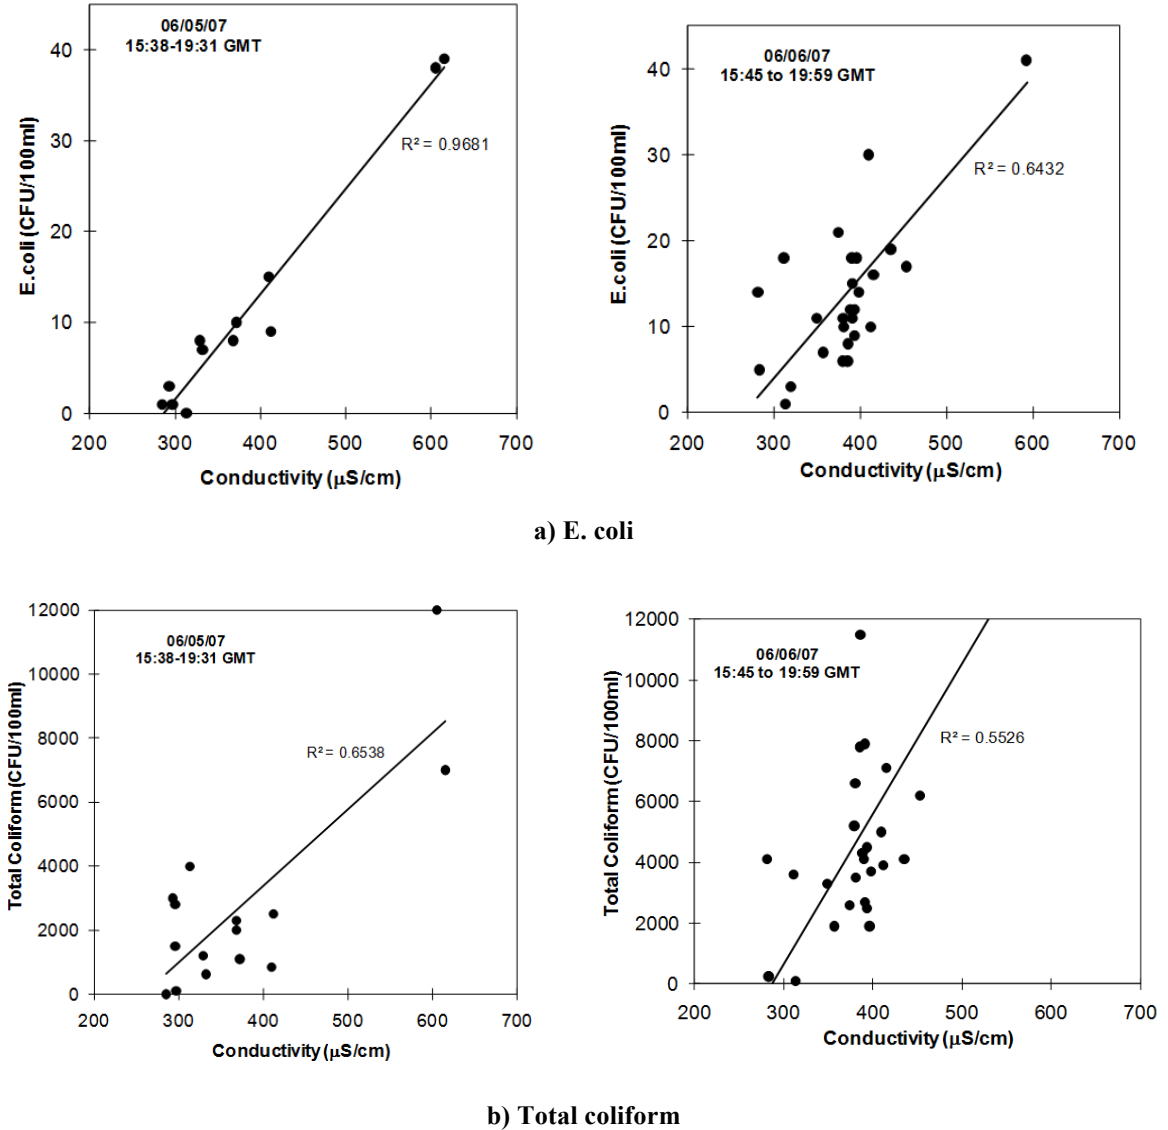 06/05/07
15:38-19:31 GMT
40
30
20
10
0
R² = 0.9681
E.coli (CFU/100ml)
200 300 400 500 600 700
Conductivity (µS/cm)
06/06/07
15:45 to 19:59 GMT
40
30
20
10
0
R² = 0.6432
E.coli (CFU/100ml)
200 300 400 500 600 700
Conductivity (µS/cm)
a) E. coli
12000
10000
8000
6000
4000
2000
0
06/05/07
15:38-19:31 GMT
R² = 0.6538
Total Coliform (CFU/100ml)
200 300 400 500 600 700
Conductivity (µS/cm)
12000
10000
8000
6000
4000
2000
0
06/06/07
15:45 to 19:59 GMT
R² = 0.5526
Total Coliform (CFU/100ml)
200 300 400 500 600 700
Conductivity (µS/cm)
b) Total coliform